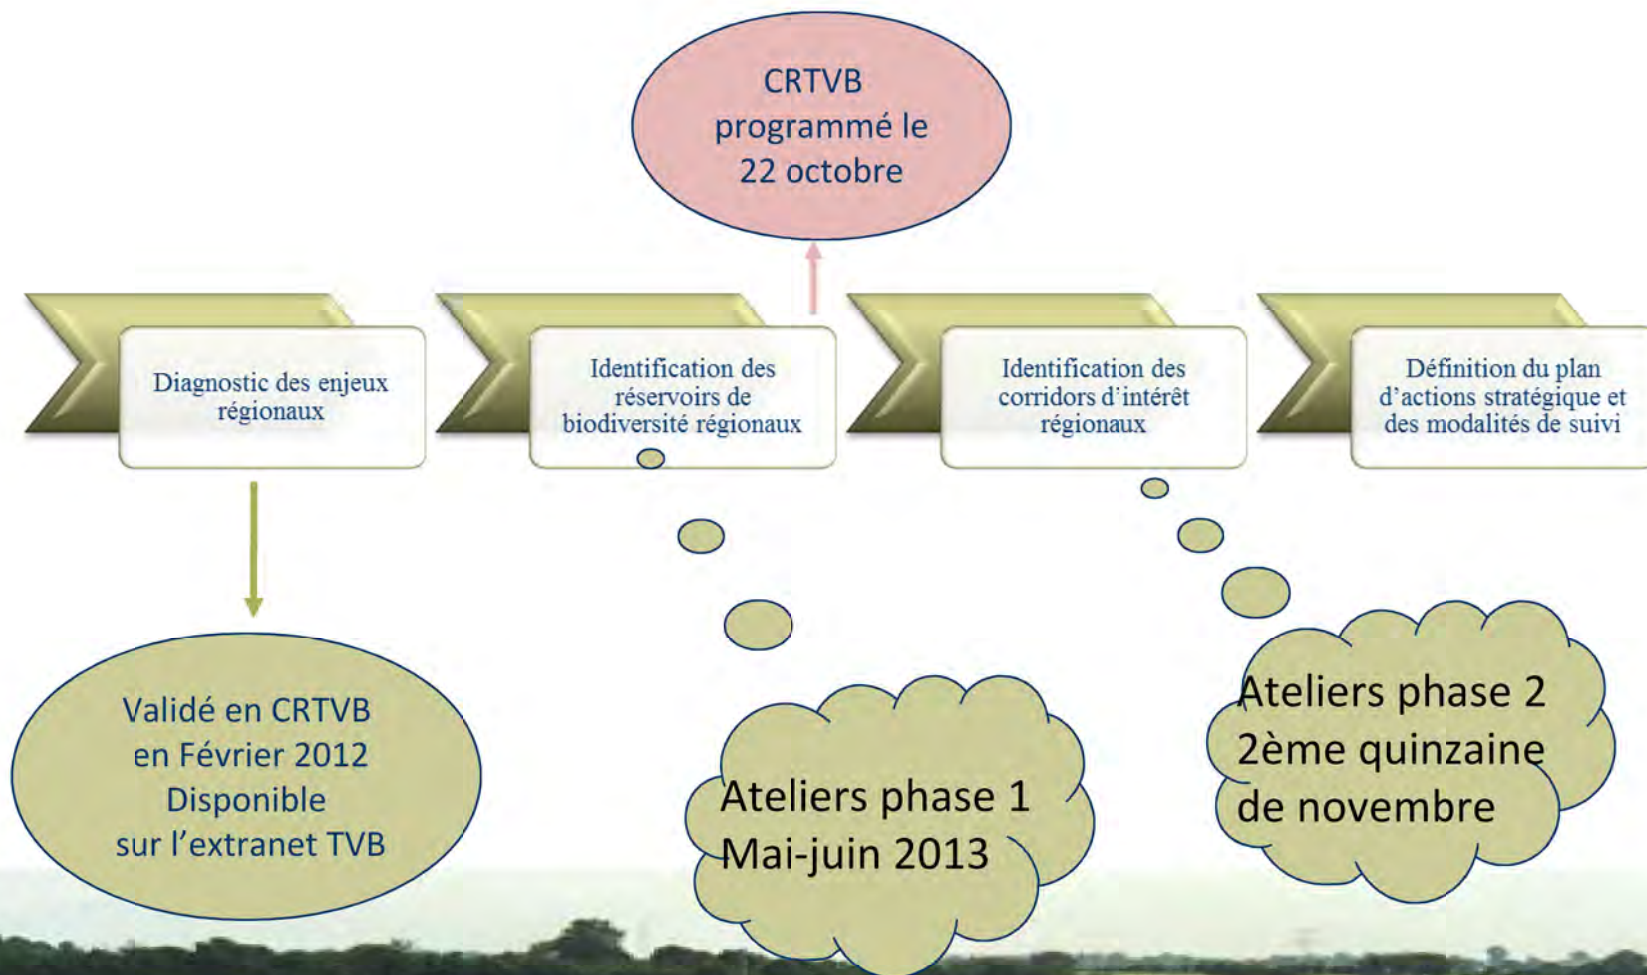 CRTVB
programmé le
22 octobre
Diagnostic des enjeux
régionaux
Identification des
réservoirs de
biodiversité régionaux
Identification des
corridors d'intérêt
régionaux
Définition du plan
d'actions stratégique et
des modalités de suivi
Validé en CRTVB
en Février 2012
Disponible
sur l'extranet TVB
Ateliers phase 1
Mai-juin 2013
Ateliers phase 2
2ème quinzaine
de novembre